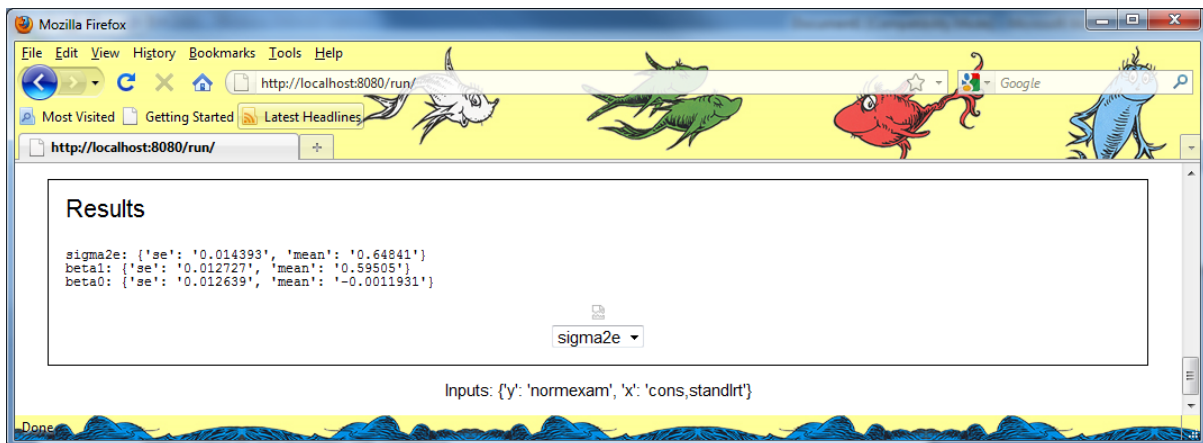 Mozilla Firefox
File Edit View History Bookmarks Tools Help
http://localhost:8080/run/
Google
Most Visited Getting Started Latest Headlines
http://localhost:8080/run/
Results
sigma2e: {'se': '0.014393', 'mean': '0.64841'}
beta1: {'se': '0.012727', 'mean': '0.59505'}
beta0: {'se': '0.012639', 'mean': '-0.0011931'}
sigma2e
Inputs: {'y': 'normexam', 'x': 'cons,standlrt'}
Done